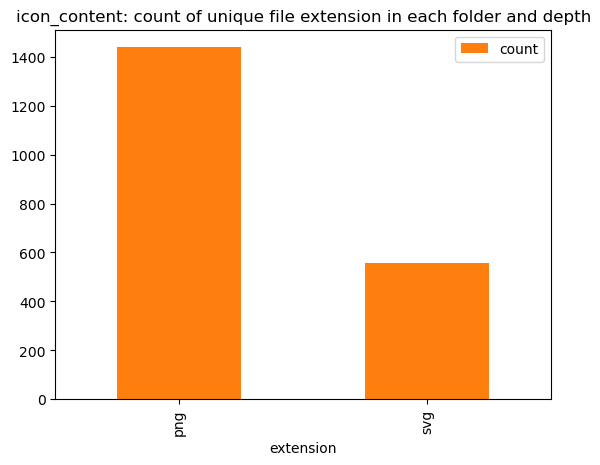 icon_content: count of unique file extension in each folder and depth
count
1400
1200
1000
800
600
400
200
0
png
svg
extension